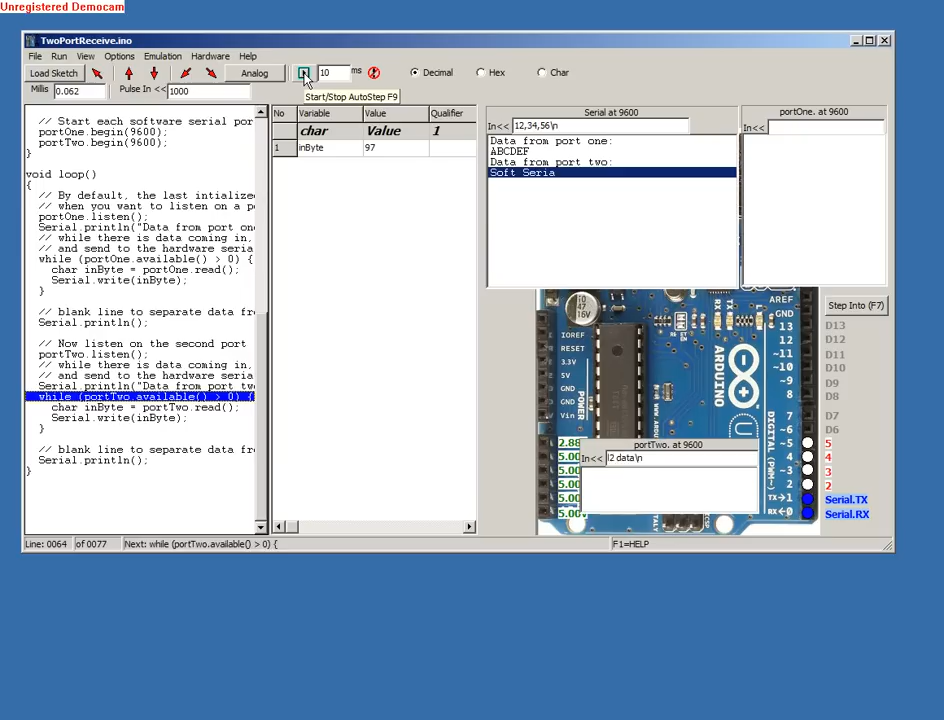 Unregistered Democam
TwoPortReceive.ino
File Run View Emulation Hardware Help
Load Sketch Analog 10 ms Decimal Hex Char
Millis 0.062 Pulse In << 1000
Start/Stop AutoStep F9
// Start each software serial por
portOne.begin(9600);
portTwo.begin(9600);
}
void loop()
{
// By default, the last intialized
// when you want to listen on a p
portOne.listen();
Serial.println("Data from port one
// while there is data coming in,
// and send to the hardware seria
while (portOne.available() > 0) {
char inByte = portOne.read();
Serial.write(inByte);
}
// blank line to separate data fr
Serial.println();
// Now listen on the second port
portTwo.listen();
// while there is data coming in,
// and send to the hardware seria
Serial.println("Data from port two
while (portTwo.available() > 0) {
char inByte = portTwo.read();
Serial.write(inByte);
}
// blank line to separate data fr
Serial.println();
}
No Variable Value Qualifier
char Value 1
1 inByte 97
Serial at 9600
In<< 12,34,56\n
Data from port one:
ABCDEF
Data from port two:
Soft Seria
portOne. at 9600
In<<
Step Into (F7)
AREF
GND
13
12
~11
~10
~9
8
7
6
~5
4
~3
2
TX→1
RX←0
D13
D12
D11
D10
D9
D8
D7
D6
5
4
3
2
Serial.TX
Serial.RX
IOREF
RESET
3.3V
5V
GND
GND
Vin
POWER
ARDUINO
DIGITAL (PWM~)
RX
TX
47
16V
ITALY
ICSP
portTwo. at 9600
In<< l2 data\n
2.88
5.00
5.00
5.00
5.00
5.00V
Line: 0064 of 0077 Next: while (portTwo.available() > 0) { F1=HELP